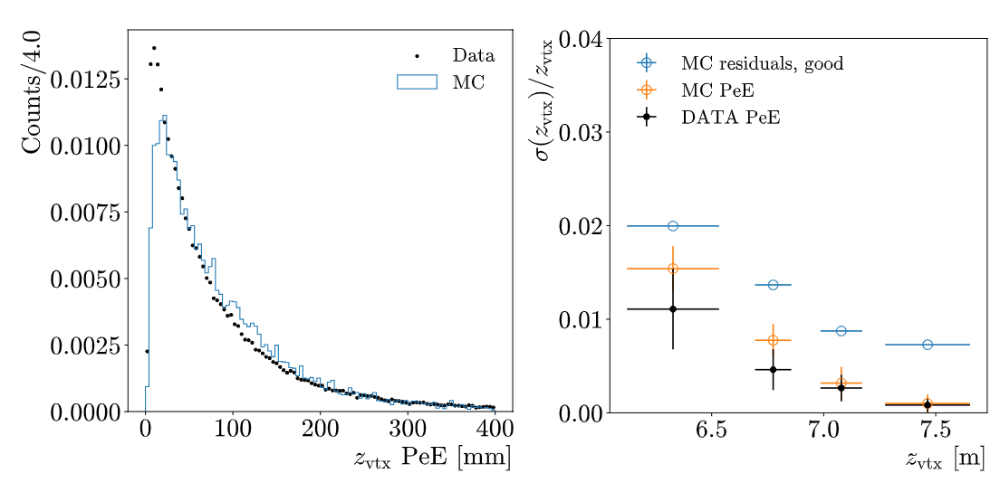 Counts/4.0
0.0125
0.0100
0.0075
0.0050
0.0025
0.0000
0 100 200 300 400
z_vtx PeE [mm]
Data
MC
σ(z_vtx)/z_vtx
0.04
0.03
0.02
0.01
0.00
6.5 7.0 7.5
z_vtx [m]
MC residuals, good
MC PeE
DATA PeE